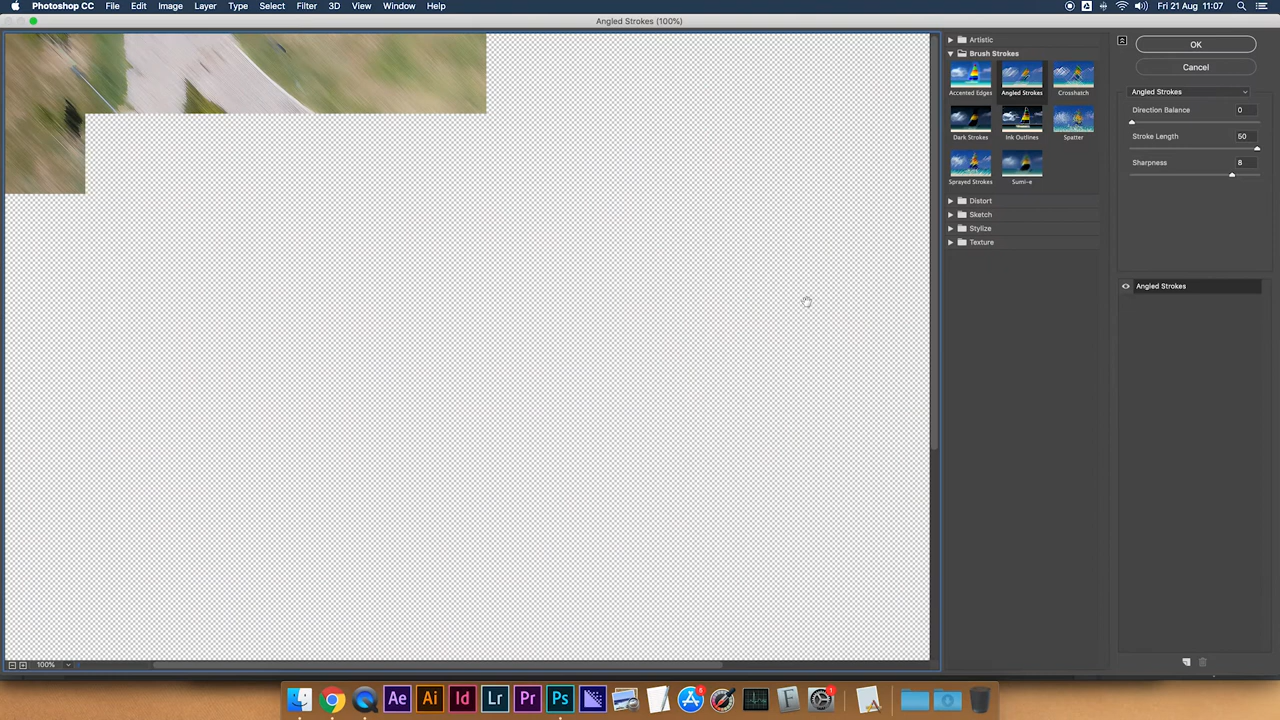 Photoshop CC File Edit Image Layer Type Select Filter 3D View Window Help
Fri 21 Aug 11:07
Angled Strokes (100%)
Artistic
Brush Strokes
Accented Edges Angled Strokes Crosshatch
Dark Strokes Ink Outlines Spatter
Sprayed Strokes Sumi-e
Distort
Sketch
Stylize
Texture
OK
Cancel
Angled Strokes
Direction Balance 0
Stroke Length 50
Sharpness 8
Angled Strokes
100%
Ae Ai Id Lr Pr Ps